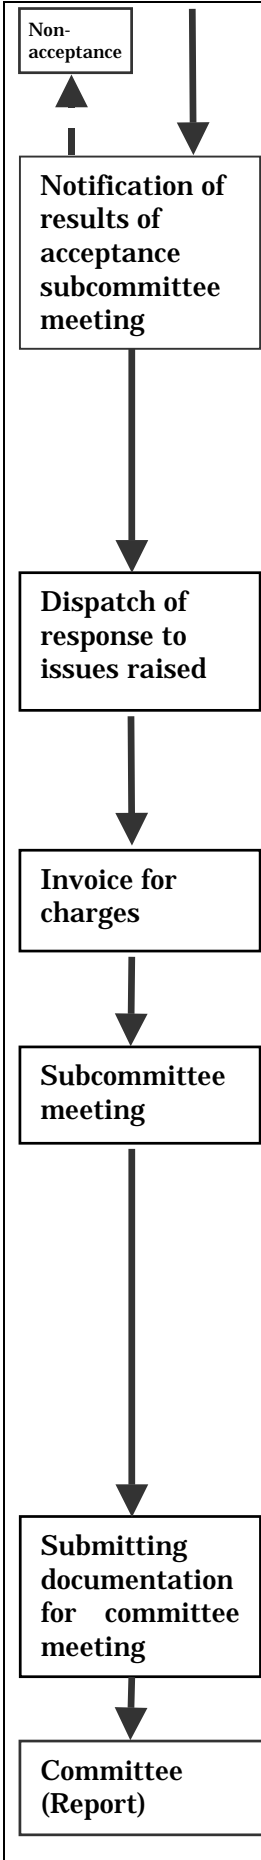 Non-
acceptance
Notification of
results of
acceptance
subcommittee
meeting
Dispatch of
response to
issues raised
Invoice for
charges
Subcommittee
meeting
Submitting
documentation
for committee
meeting
Committee
(Report)